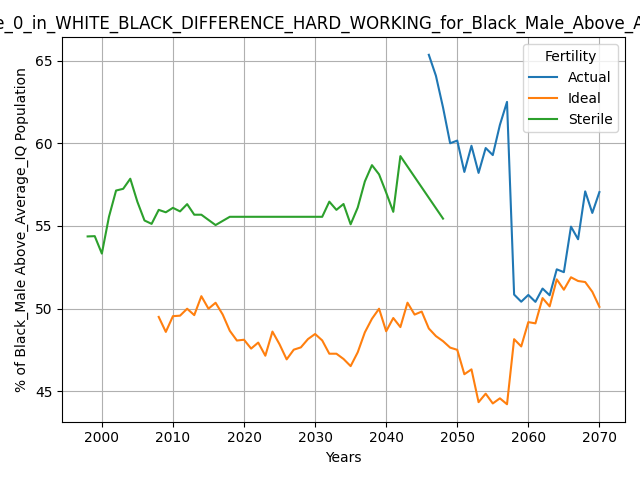 e_0_in_WHITE_BLACK_DIFFERENCE_HARD_WORKING_for_Black_Male_Above_A
Fertility
Actual
Ideal
Sterile
% of Black_Male Above_Average_IQ Population
65
60
55
50
45
2000 2010 2020 2030 2040 2050 2060 2070
Years